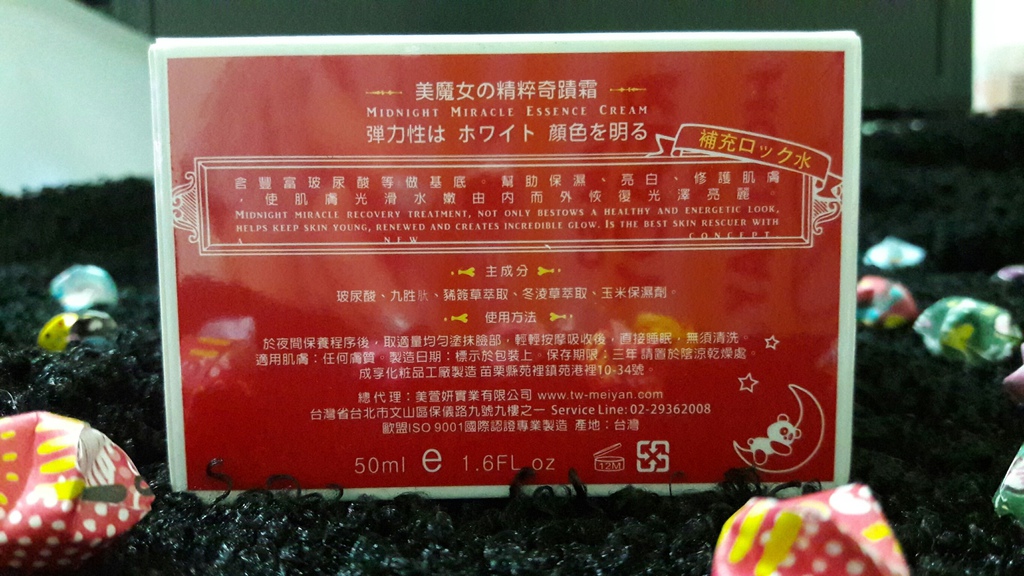 美魔女の精粹奇蹟霜
MIDNIGHT MIRACLE ESSENCE CREAM
弾力性は ホワイト 顔色を明る
補充ロック水
含豐富玻尿酸等做基底。幫助保濕、亮白、修護肌膚
，使肌膚光滑水嫩由內而外恢復光澤亮麗。
MIDNIGHT MIRACLE RECOVERY TREATMENT, NOT ONLY BESTOWS A HEALTHY AND ENERGETIC LOOK,
HELPS KEEP SKIN YOUNG, RENEWED AND CREATES INCREDIBLE GLOW. IS THE BEST SKIN RESCUER WITH
A NEW CONCEPT
主成分
玻尿酸、九胜肽、豨薟草萃取、冬淩草萃取、玉米保濕劑。
使用方法
於夜間保養程序後，取適量均勻塗抹臉部，輕輕按摩吸收後，直接睡眠，無須清洗。
適用肌膚：任何膚質。製造日期：標示於包裝上。保存期限：三年 請置於陰涼乾燥處。
成享化粧品工廠製造 苗栗縣苑裡鎮苑港裡10-34號。
總代理：美萱妍實業有限公司 www.tw-meiyan.com
台灣省台北市文山區保儀路九號九樓之一 Service Line: 02-29362008
歐盟ISO 9001國際認證專業製造 產地：台灣
50ml e 1.6FL oz
12M